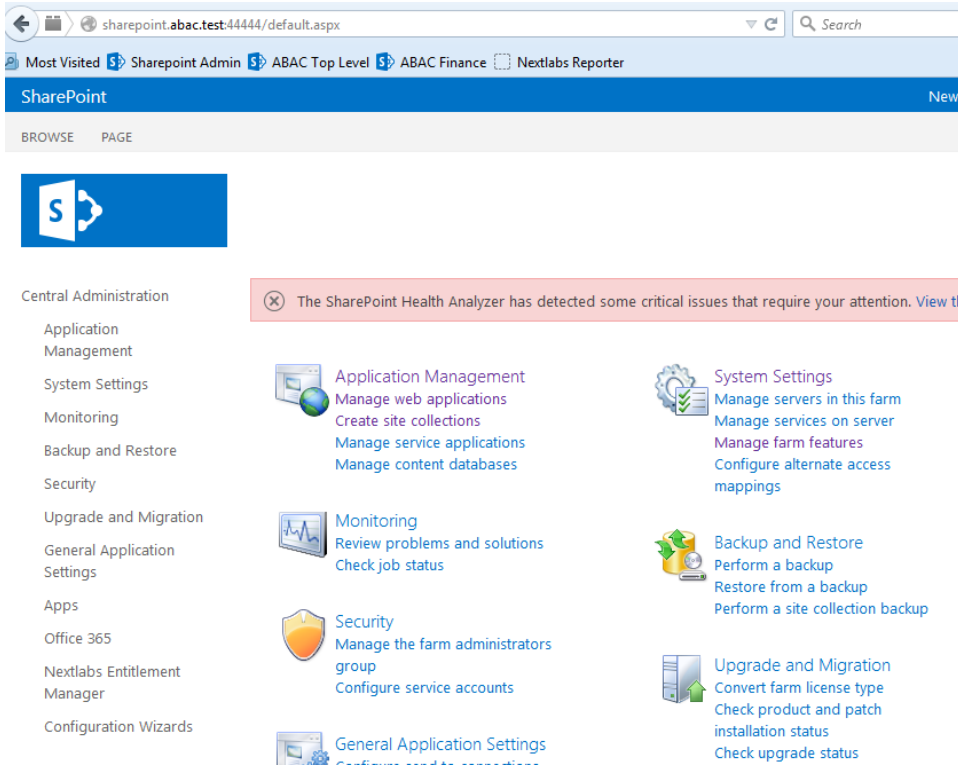 sharepoint.abac.test:44444/default.aspx
Search
Most Visited Sharepoint Admin ABAC Top Level ABAC Finance Nextlabs Reporter
SharePoint
New
BROWSE PAGE
S
Central Administration
Application
Management
System Settings
Monitoring
Backup and Restore
Security
Upgrade and Migration
General Application
Settings
Apps
Office 365
Nextlabs Entitlement
Manager
Configuration Wizards
The SharePoint Health Analyzer has detected some critical issues that require your attention. View
Application Management
Manage web applications
Create site collections
Manage service applications
Manage content databases
Monitoring
Review problems and solutions
Check job status
Security
Manage the farm administrators
group
Configure service accounts
General Application Settings
Configure send to connections
System Settings
Manage servers in this farm
Manage services on server
Manage farm features
Configure alternate access
mappings
Backup and Restore
Perform a backup
Restore from a backup
Perform a site collection backup
Upgrade and Migration
Convert farm license type
Check product and patch
installation status
Check upgrade status